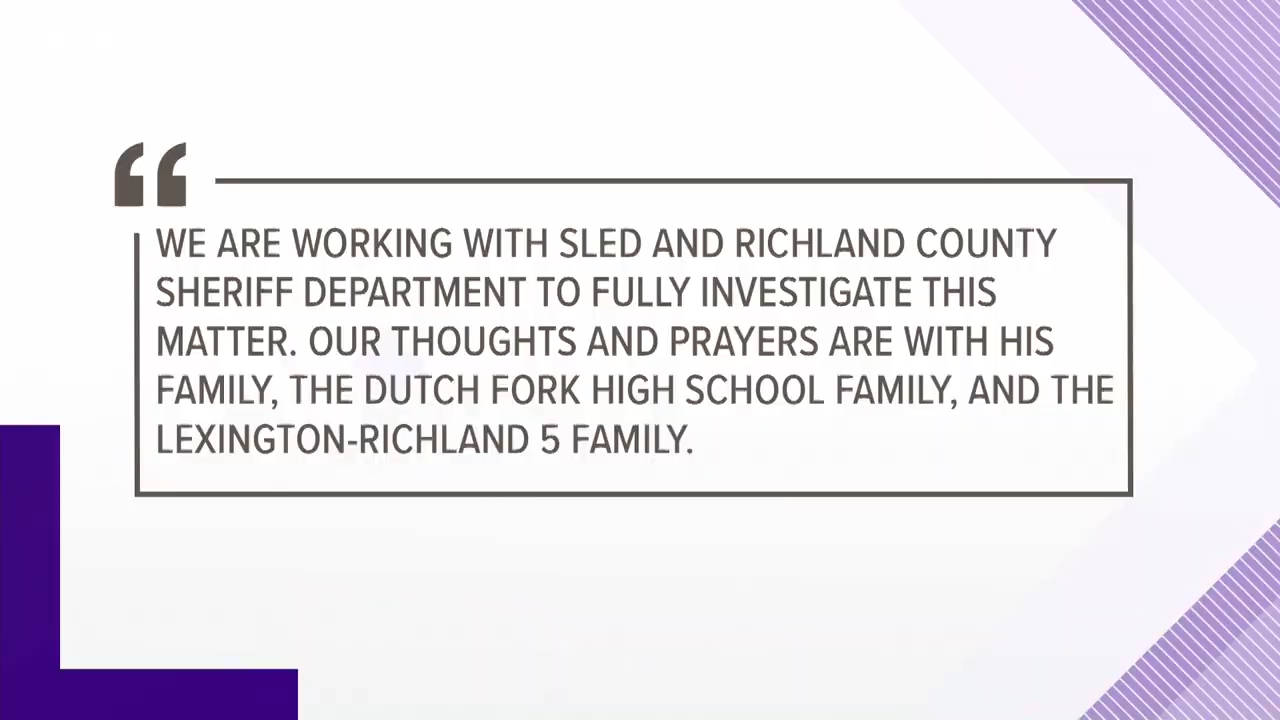 “
WE ARE WORKING WITH SLED AND RICHLAND COUNTY
SHERIFF DEPARTMENT TO FULLY INVESTIGATE THIS
MATTER. OUR THOUGHTS AND PRAYERS ARE WITH HIS
FAMILY, THE DUTCH FORK HIGH SCHOOL FAMILY, AND THE
LEXINGTON-RICHLAND 5 FAMILY.